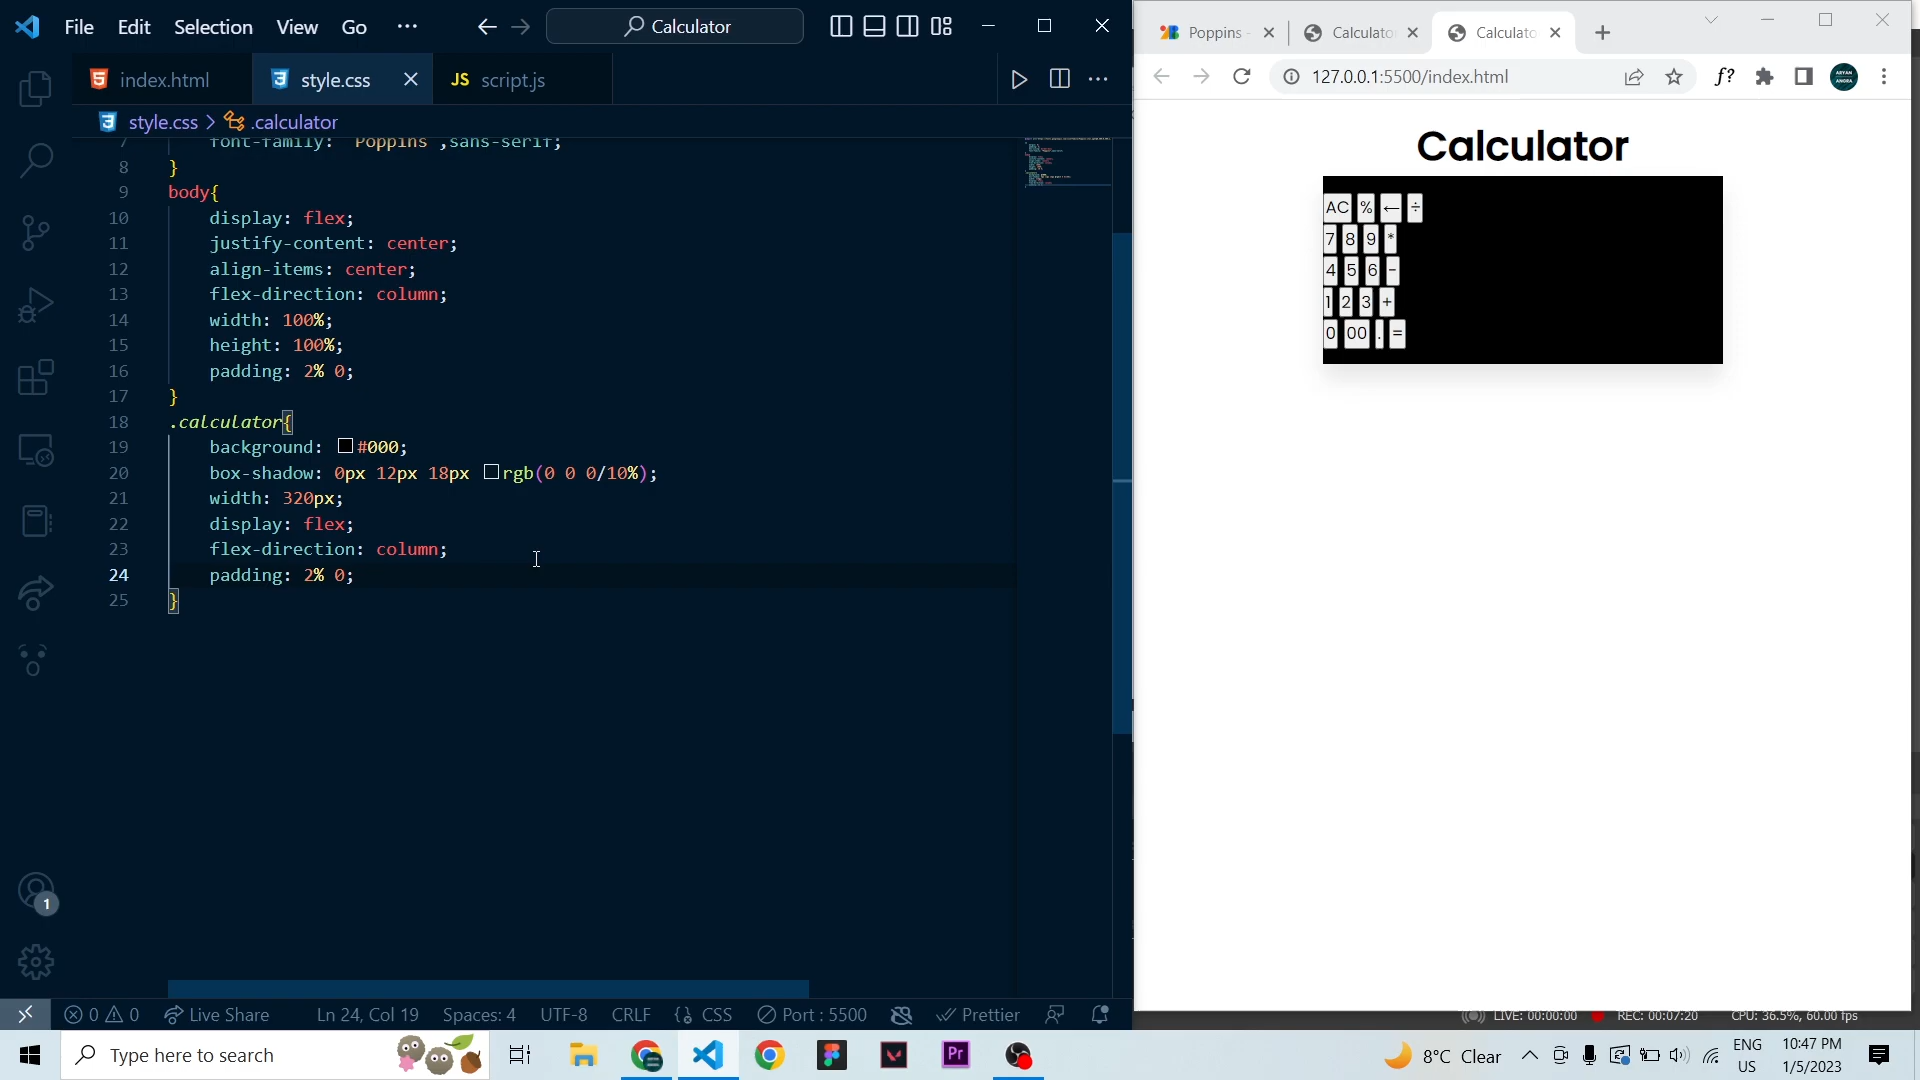 File Edit Selection View Go ··· Calculator
index.html style.css JS script.js
style.css > .calculator
7 font-family: 'Poppins',sans-serif;
8 }
9 body{
10 display: flex;
11 justify-content: center;
12 align-items: center;
13 flex-direction: column;
14 width: 100%;
15 height: 100%;
16 padding: 2% 0;
17 }
18 .calculator{
19 background: #000;
20 box-shadow: 0px 12px 18px rgb(0 0 0/10%);
21 width: 320px;
22 display: flex;
23 flex-direction: column;
24 padding: 2% 0;
25 }
1
0 0 Live Share Ln 24, Col 19 Spaces: 4 UTF-8 CRLF CSS Port : 5500 Prettier
Poppins - Calculato Calculato
127.0.0.1:5500/index.html f?
Calculator
AC % ← ÷
7 8 9 *
4 5 6 -
1 2 3 +
0 00 . =
LIVE: 00:00:00 REC: 00:07:20 CPU: 36.5%, 60.00 fps
Type here to search
Pr
8°C Clear
ENG
US
10:47 PM
1/5/2023